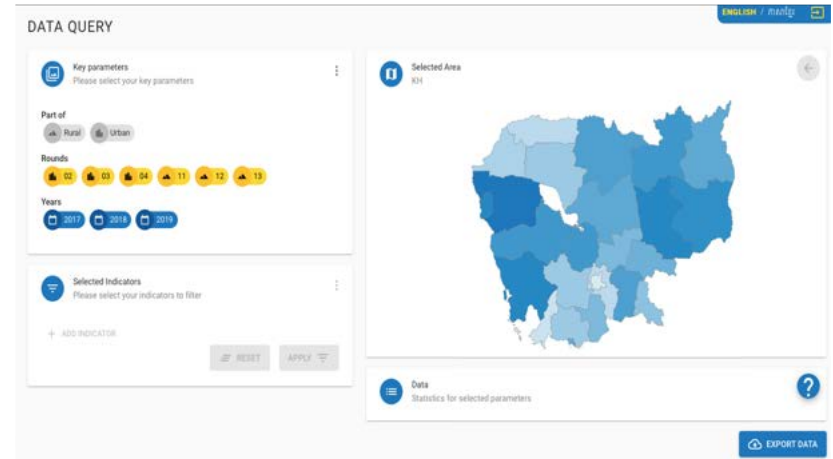 ENGLISH / ភាសាខ្មែរ
DATA QUERY
Key parameters
Please select your key parameters
Part of
Rural Urban
Rounds
02 03 04 11 12 13
Years
2017 2018 2019
Selected Indicators
Please select your indicators to filter
+ ADD INDICATOR
RESET APPLY
Selected Area
KH
Data
Statistics for selected parameters
?
EXPORT DATA